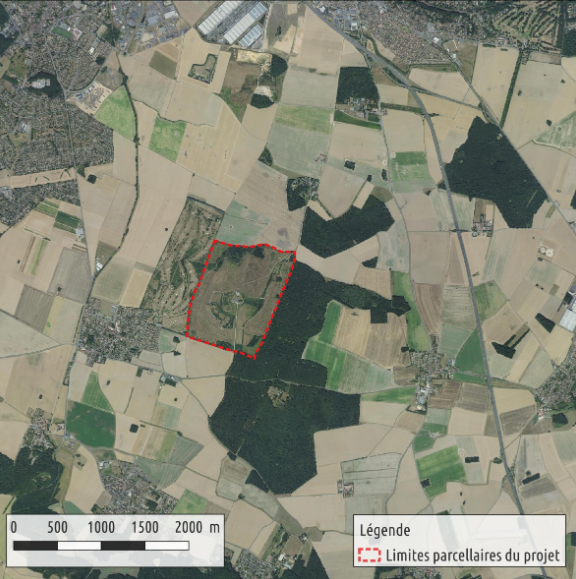 0 500 1000 1500 2000 m
Légende
Limites parcellaires du projet